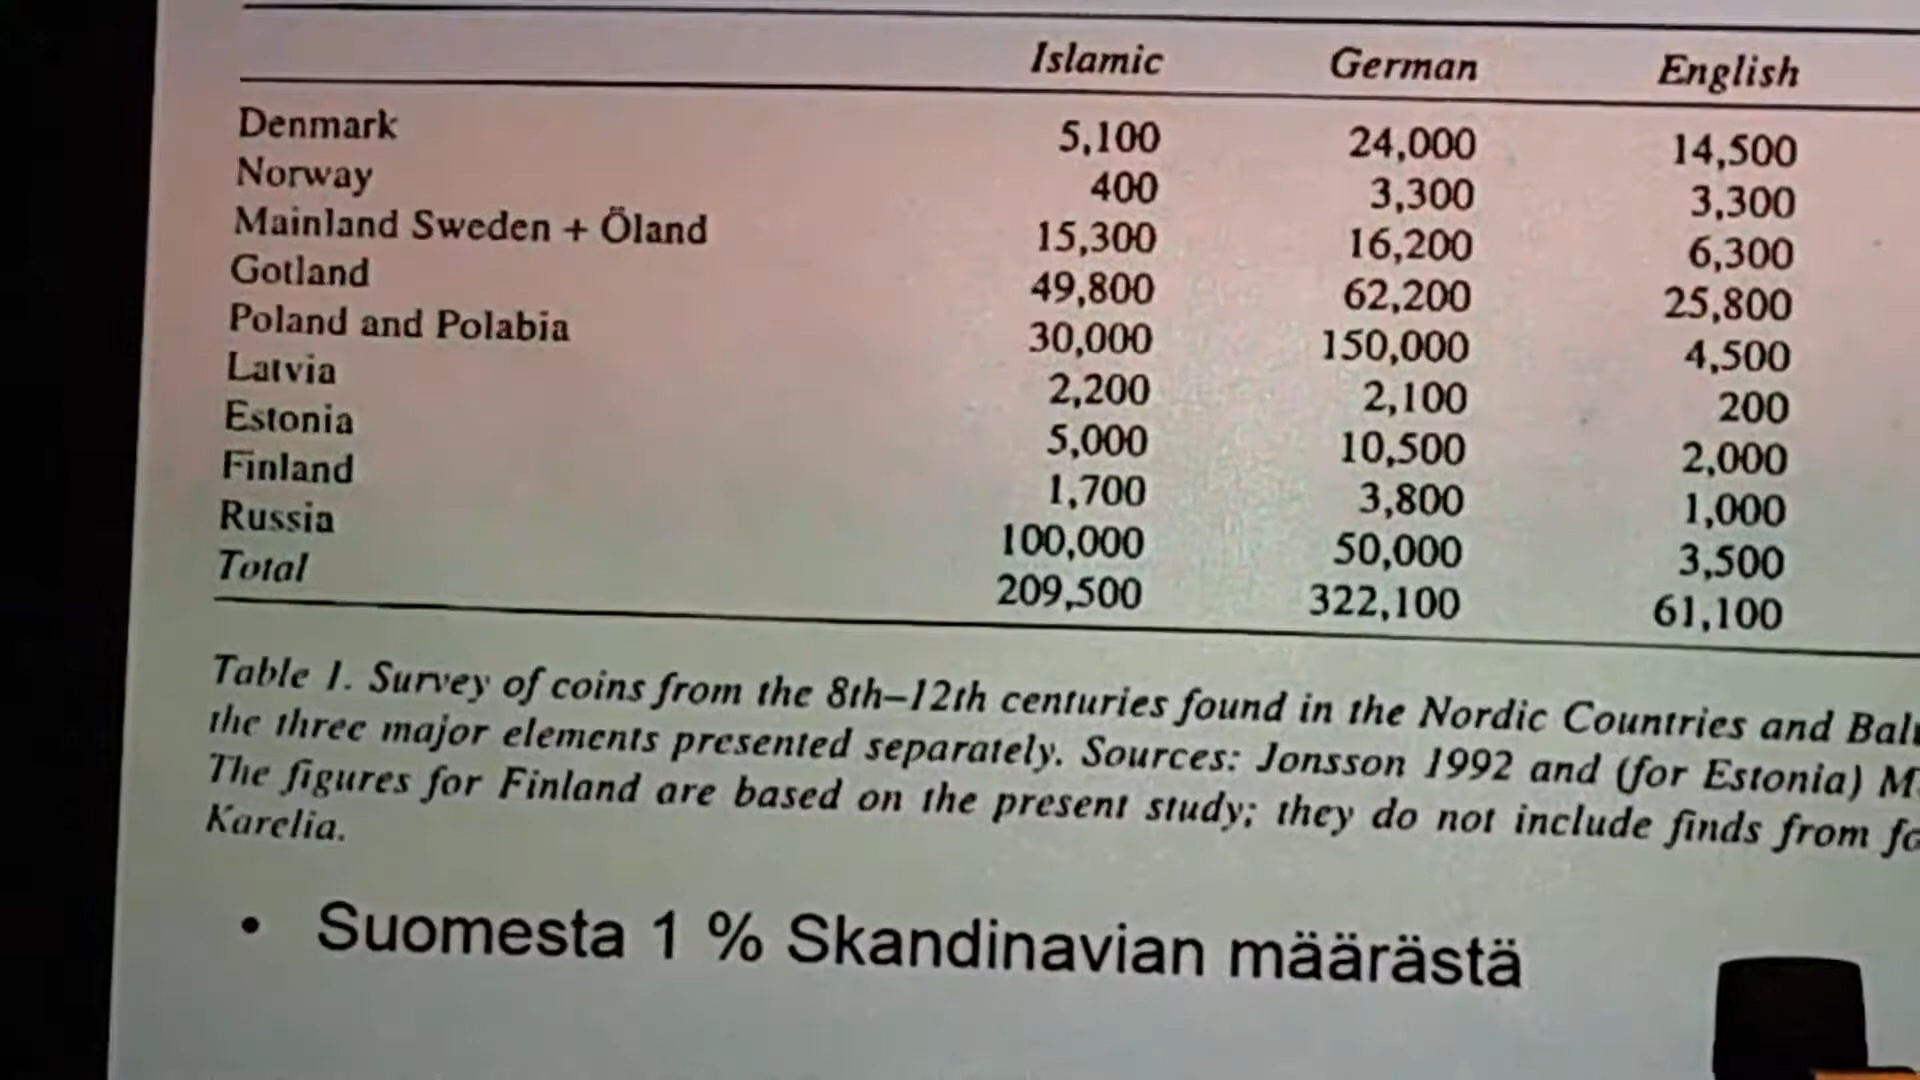 Islamic German English
Denmark 5,100 24,000 14,500
Norway 400 3,300 3,300
Mainland Sweden + Öland 15,300 16,200 6,300
Gotland 49,800 62,200 25,800
Poland and Polabia 30,000 150,000 4,500
Latvia 2,200 2,100 200
Estonia 5,000 10,500 2,000
Finland 1,700 3,800 1,000
Russia 100,000 50,000 3,500
Total 209,500 322,100 61,100
Table 1. Survey of coins from the 8th–12th centuries found in the Nordic Countries and
the three major elements presented separately. Sources: Jonsson 1992 and (for Estonia)
The figures for Finland are based on the present study; they do not include finds from
Karelia.
• Suomesta 1 % Skandinavian määrästä